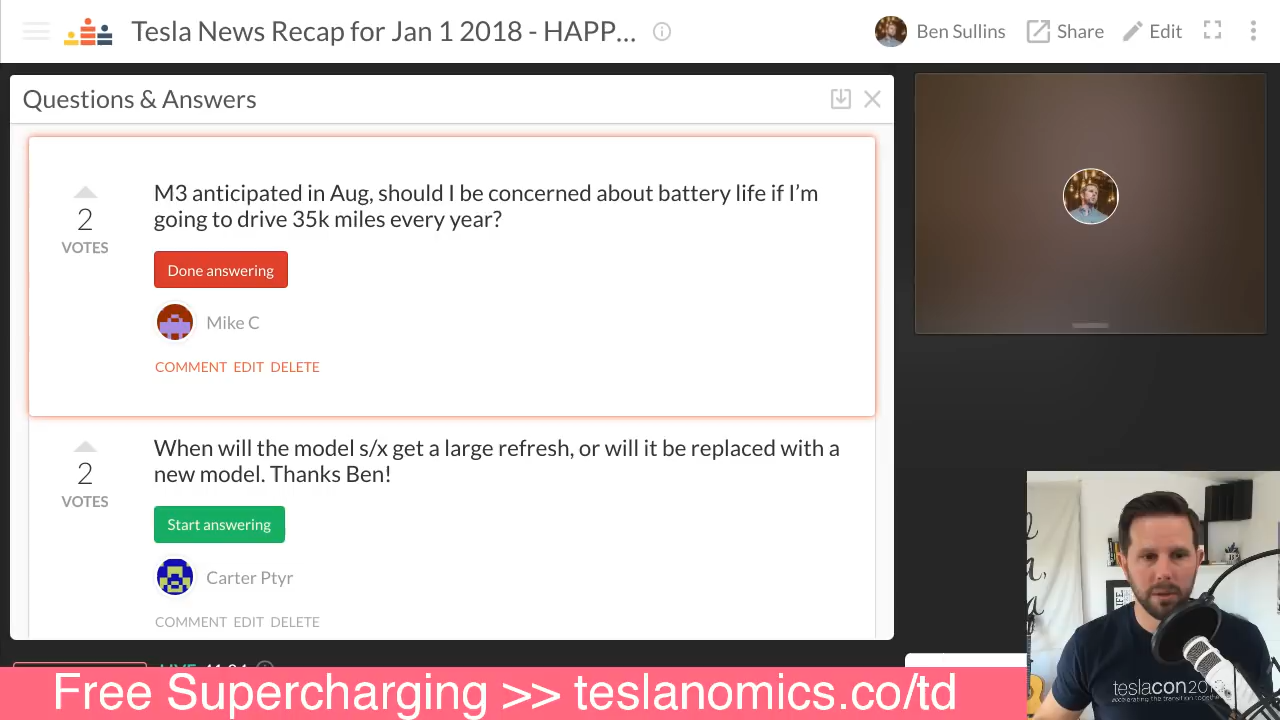 Tesla News Recap for Jan 1 2018 - HAPP...
Ben Sullins
Share
Edit
Questions & Answers
2
VOTES
M3 anticipated in Aug, should I be concerned about battery life if I'm
going to drive 35k miles every year?
Done answering
Mike C
COMMENT EDIT DELETE
2
VOTES
When will the model s/x get a large refresh, or will it be replaced with a
new model. Thanks Ben!
Start answering
Carter Ptyr
COMMENT EDIT DELETE
Free Supercharging >> teslanomics.co/td